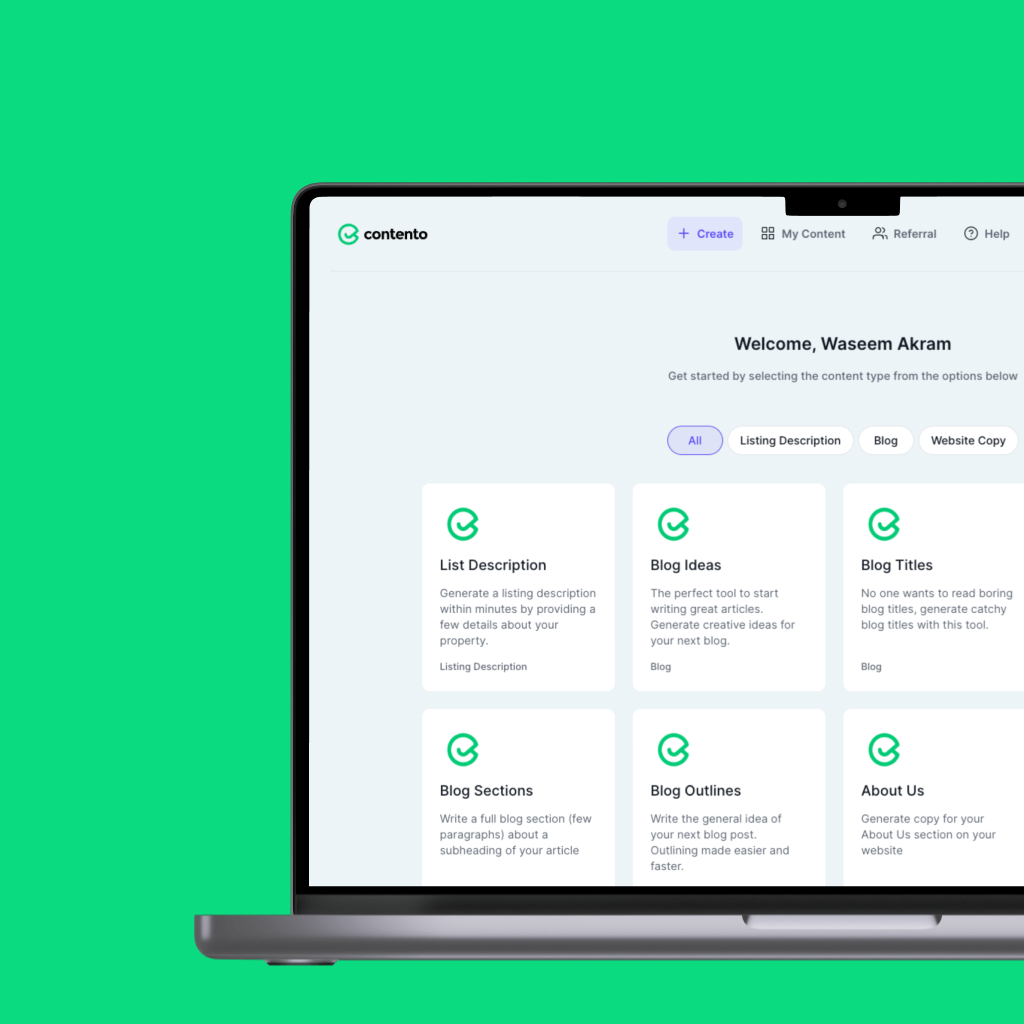 contento
Create
My Content
Referral
Help
Welcome, Waseem Akram
Get started by selecting the content type from the options below
All
Listing Description
Blog
Website Copy
List Description
Generate a listing description
within minutes by providing a
few details about your
property.
Listing Description
Blog Ideas
The perfect tool to start
writing great articles.
Generate creative ideas for
your next blog.
Blog
Blog Titles
No one wants to read boring
blog titles, generate catchy
blog titles with this tool.
Blog
Blog Sections
Write a full blog section (few
paragraphs) about a
subheading of your article
Blog Outlines
Write the general idea of
your next blog post.
Outlining made easier and
faster.
About Us
Generate copy for your
About Us section on your
website